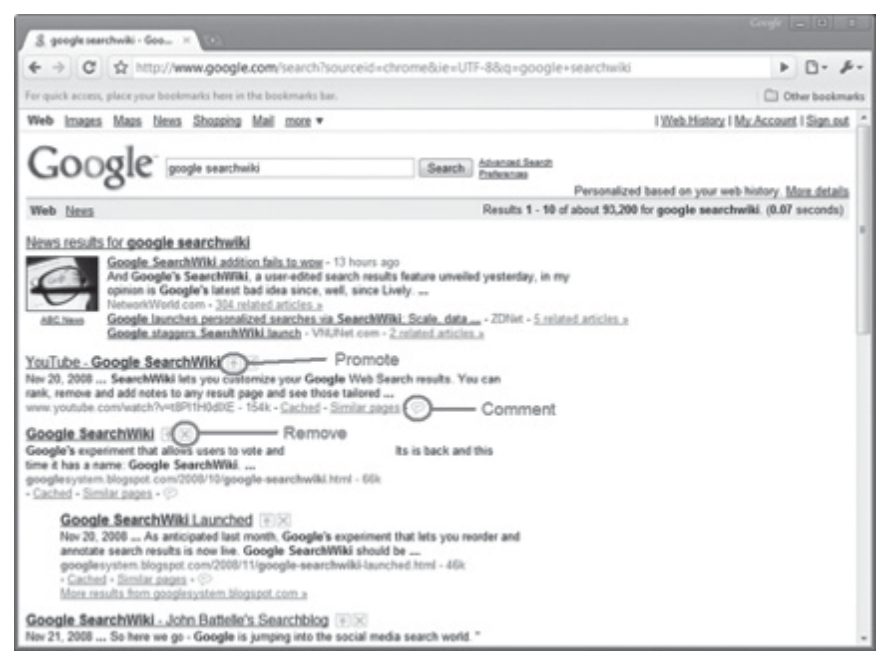 Google
google searchwiki - Goo...
http://www.google.com/search?sourceid=chrome&ie=UTF-8&q=google+searchwiki
For quick access, place your bookmarks here in the bookmarks bar.
Other bookmarks
Web Images Maps News Shopping Mail more ▼
| Web History | My Account | Sign out
Google
google searchwiki
Search
Advanced Search
Preferences
Personalized based on your web history. More details
Web News
Results 1 - 10 of about 93,200 for google searchwiki. (0.07 seconds)
News results for google searchwiki
Google SearchWiki addition fails to wow - 13 hours ago
And Google's SearchWiki, a user-edited search results feature unveiled yesterday, in my
opinion is Google's latest bad idea since, well, since Lively. ...
NetworkWorld.com - 304 related articles »
ABC News
Google launches personalized searches via SearchWiki: Scale, data ... - ZDNet - 5 related articles »
Google staggers SearchWiki launch - VNUNet.com - 2 related articles »
YouTube - Google SearchWiki
Promote
Nov 20, 2008 ... SearchWiki lets you customize your Google Web Search results. You can
rank, remove and add notes to any result page and see those tailored ...
www.youtube.com/watch?v= - 154k - Cached - Similar pages
Comment
Google SearchWiki
Remove
Google's experiment that allows users to vote and lts is back and this
time it has a name: Google SearchWiki. ...
googlesystem.blogspot.com/2008/10/google-searchwiki.html - 66k
- Cached - Similar pages -
Google SearchWiki Launched
Nov 20, 2008 ... As anticipated last month, Google's experiment that lets you reorder and
annotate search results is now live. Google SearchWiki should be ...
googlesystem.blogspot.com/2008/11/google-searchwiki-launched.html - 46k
- Cached - Similar pages -
More results from googlesystem.blogspot.com »
Google SearchWiki - John Battelle's Searchblog
Nov 21, 2008 ... So here we go - Google is jumping into the social media search world. "